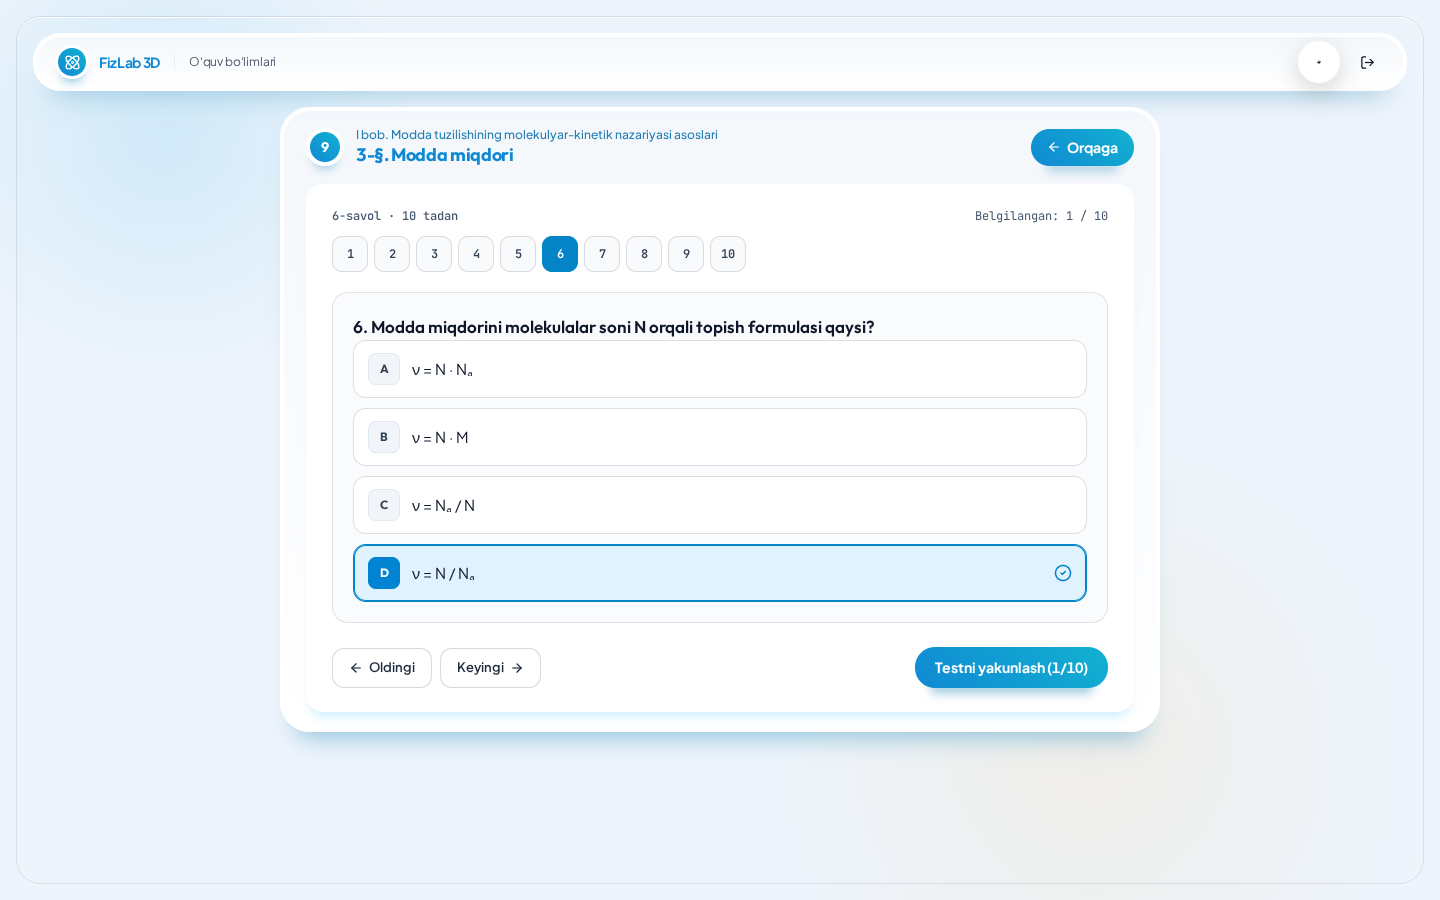 FizLab 3D
O'quv bo'limlari
9
I bob. Modda tuzilishining molekulyar-kinetik nazariyasi asoslari
3-§. Modda miqdori
← Orqaga
6-savol · 10 tadan
Belgilangan: 1 / 10
1 2 3 4 5 6 7 8 9 10
6. Modda miqdorini molekulalar soni N orqali topish formulasi qaysi?
A ν = N · Nₐ
B ν = N · M
C ν = Nₐ / N
D ν = N / Nₐ
← Oldingi
Keyingi →
Testni yakunlash (1/10)